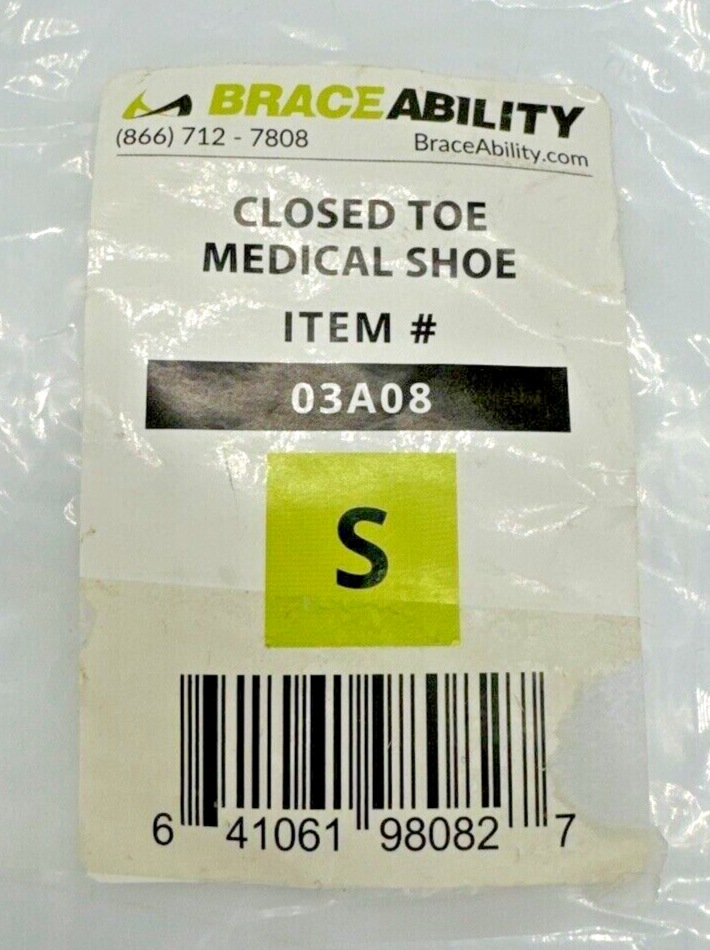 BRACEABILITY
(866) 712 - 7808 BraceAbility.com
CLOSED TOE
MEDICAL SHOE
ITEM #
03A08
S
6 41061 98082 7